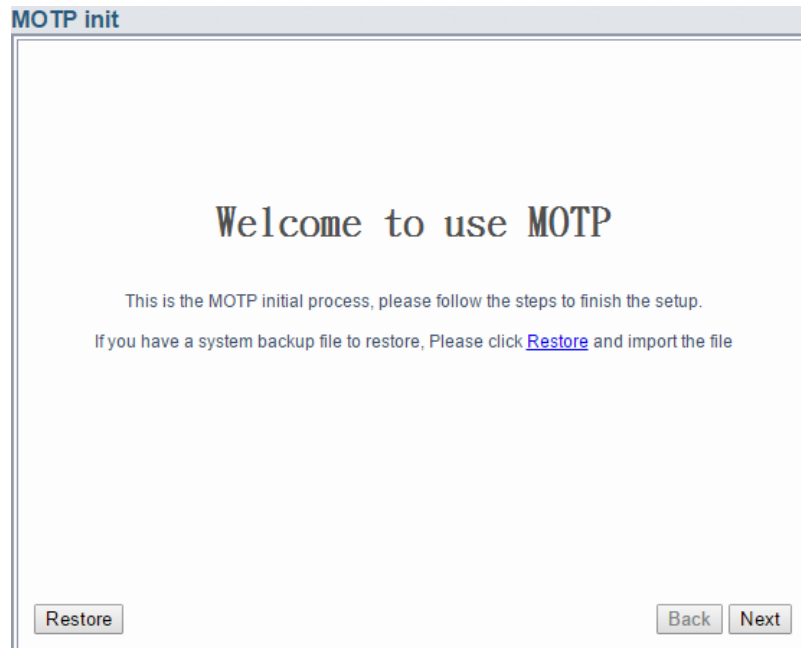 MOTP init
Welcome to use MOTP
This is the MOTP initial process, please follow the steps to finish the setup.
If you have a system backup file to restore, Please click Restore and import the file
Restore
Back
Next